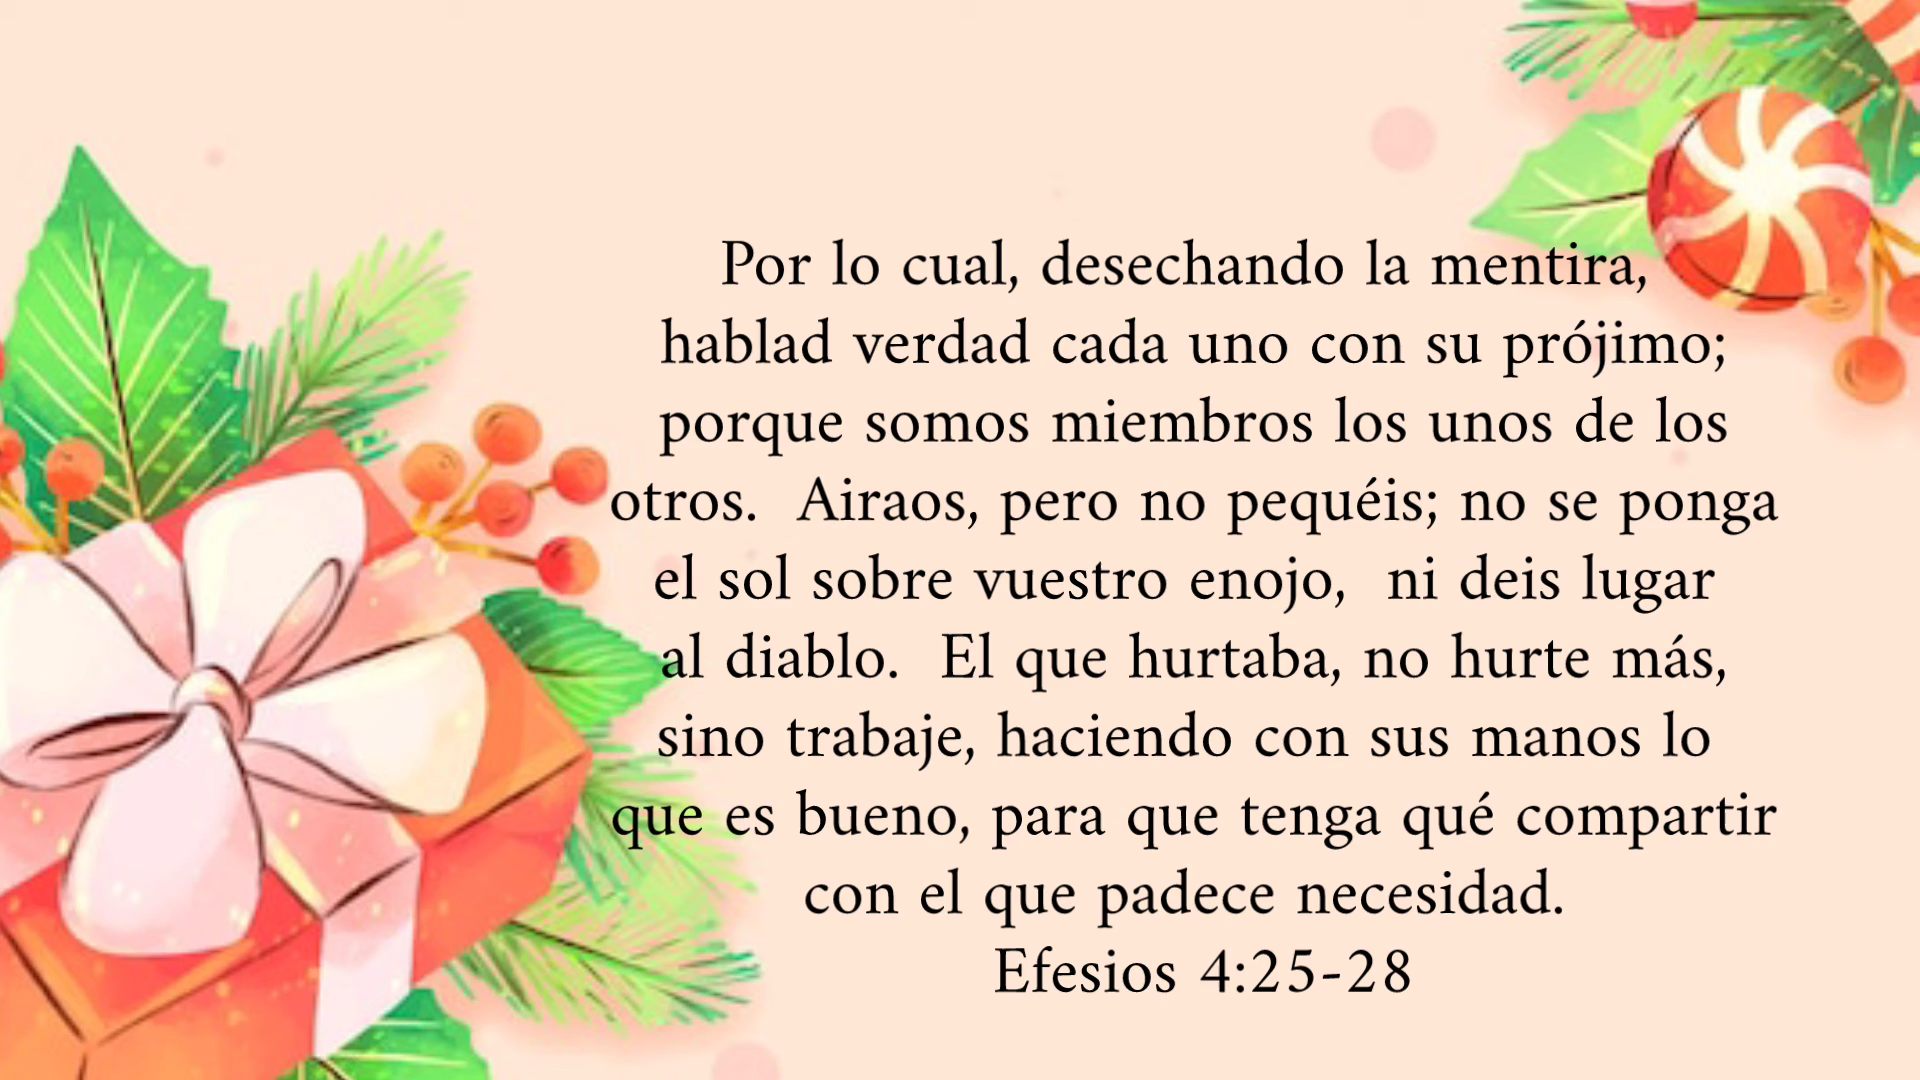 Por lo cual, desechando la mentira,
hablad verdad cada uno con su prójimo;
porque somos miembros los unos de los
otros.  Airaos, pero no pequéis; no se ponga
el sol sobre vuestro enojo,  ni deis lugar
al diablo.  El que hurtaba, no hurte más,
sino trabaje, haciendo con sus manos lo
que es bueno, para que tenga qué compartir
con el que padece necesidad.
Efesios 4:25-28